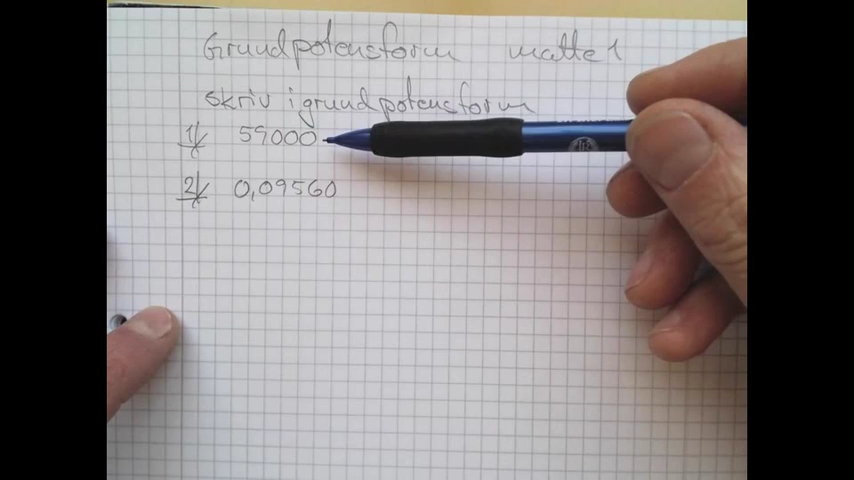 Grundpotensform matte 1
skriv i grundpotensform
1/ 59000
2/ 0,09560